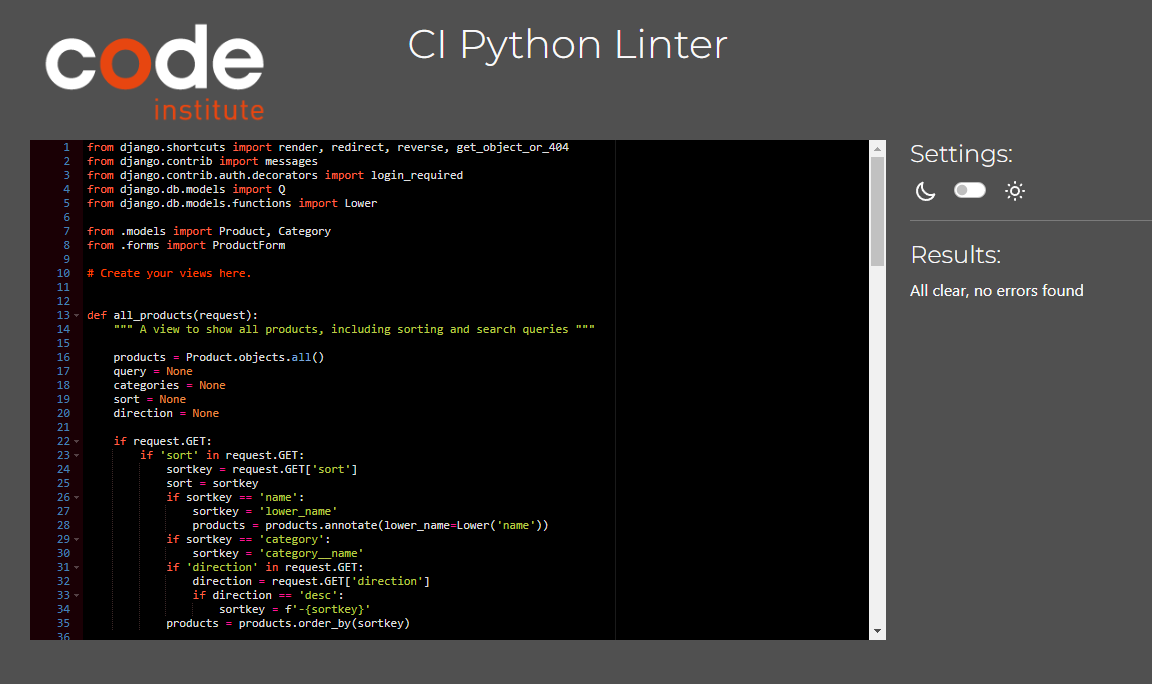 code
institute
CI Python Linter
1 from django.shortcuts import render, redirect, reverse, get_object_or_404
2 from django.contrib import messages
3 from django.contrib.auth.decorators import login_required
4 from django.db.models import Q
5 from django.db.models.functions import Lower
6
7 from .models import Product, Category
8 from .forms import ProductForm
9
10 # Create your views here.
11
12
13 def all_products(request):
14     """ A view to show all products, including sorting and search queries """
15
16     products = Product.objects.all()
17     query = None
18     categories = None
19     sort = None
20     direction = None
21
22     if request.GET:
23         if 'sort' in request.GET:
24             sortkey = request.GET['sort']
25             sort = sortkey
26             if sortkey == 'name':
27                 sortkey = 'lower_name'
28                 products = products.annotate(lower_name=Lower('name'))
29             if sortkey == 'category':
30                 sortkey = 'category__name'
31             if 'direction' in request.GET:
32                 direction = request.GET['direction']
33                 if direction == 'desc':
34                     sortkey = f'-{sortkey}'
35             products = products.order_by(sortkey)
36
Settings:
Results:
All clear, no errors found